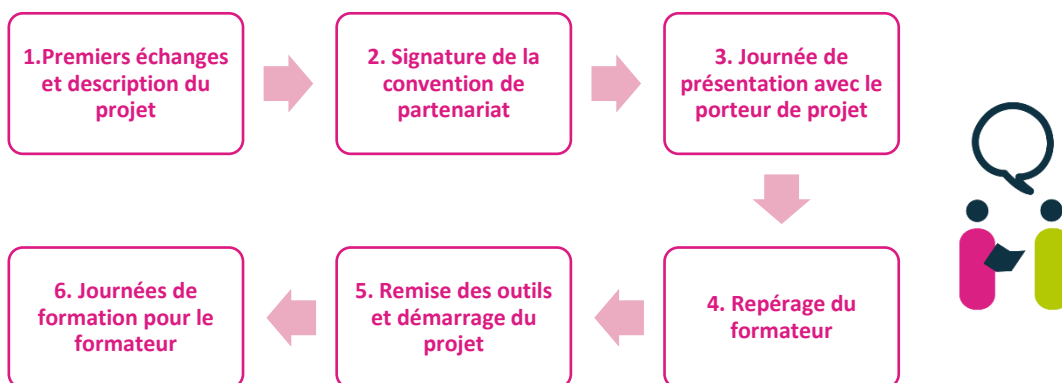 1.Premiers échanges
et description du
projet
2. Signature de la
convention de
partenariat
3. Journée de
présentation avec le
porteur de projet
4. Repérage du
formateur
5. Remise des outils
et démarrage du
projet
6. Journées de
formation pour le
formateur